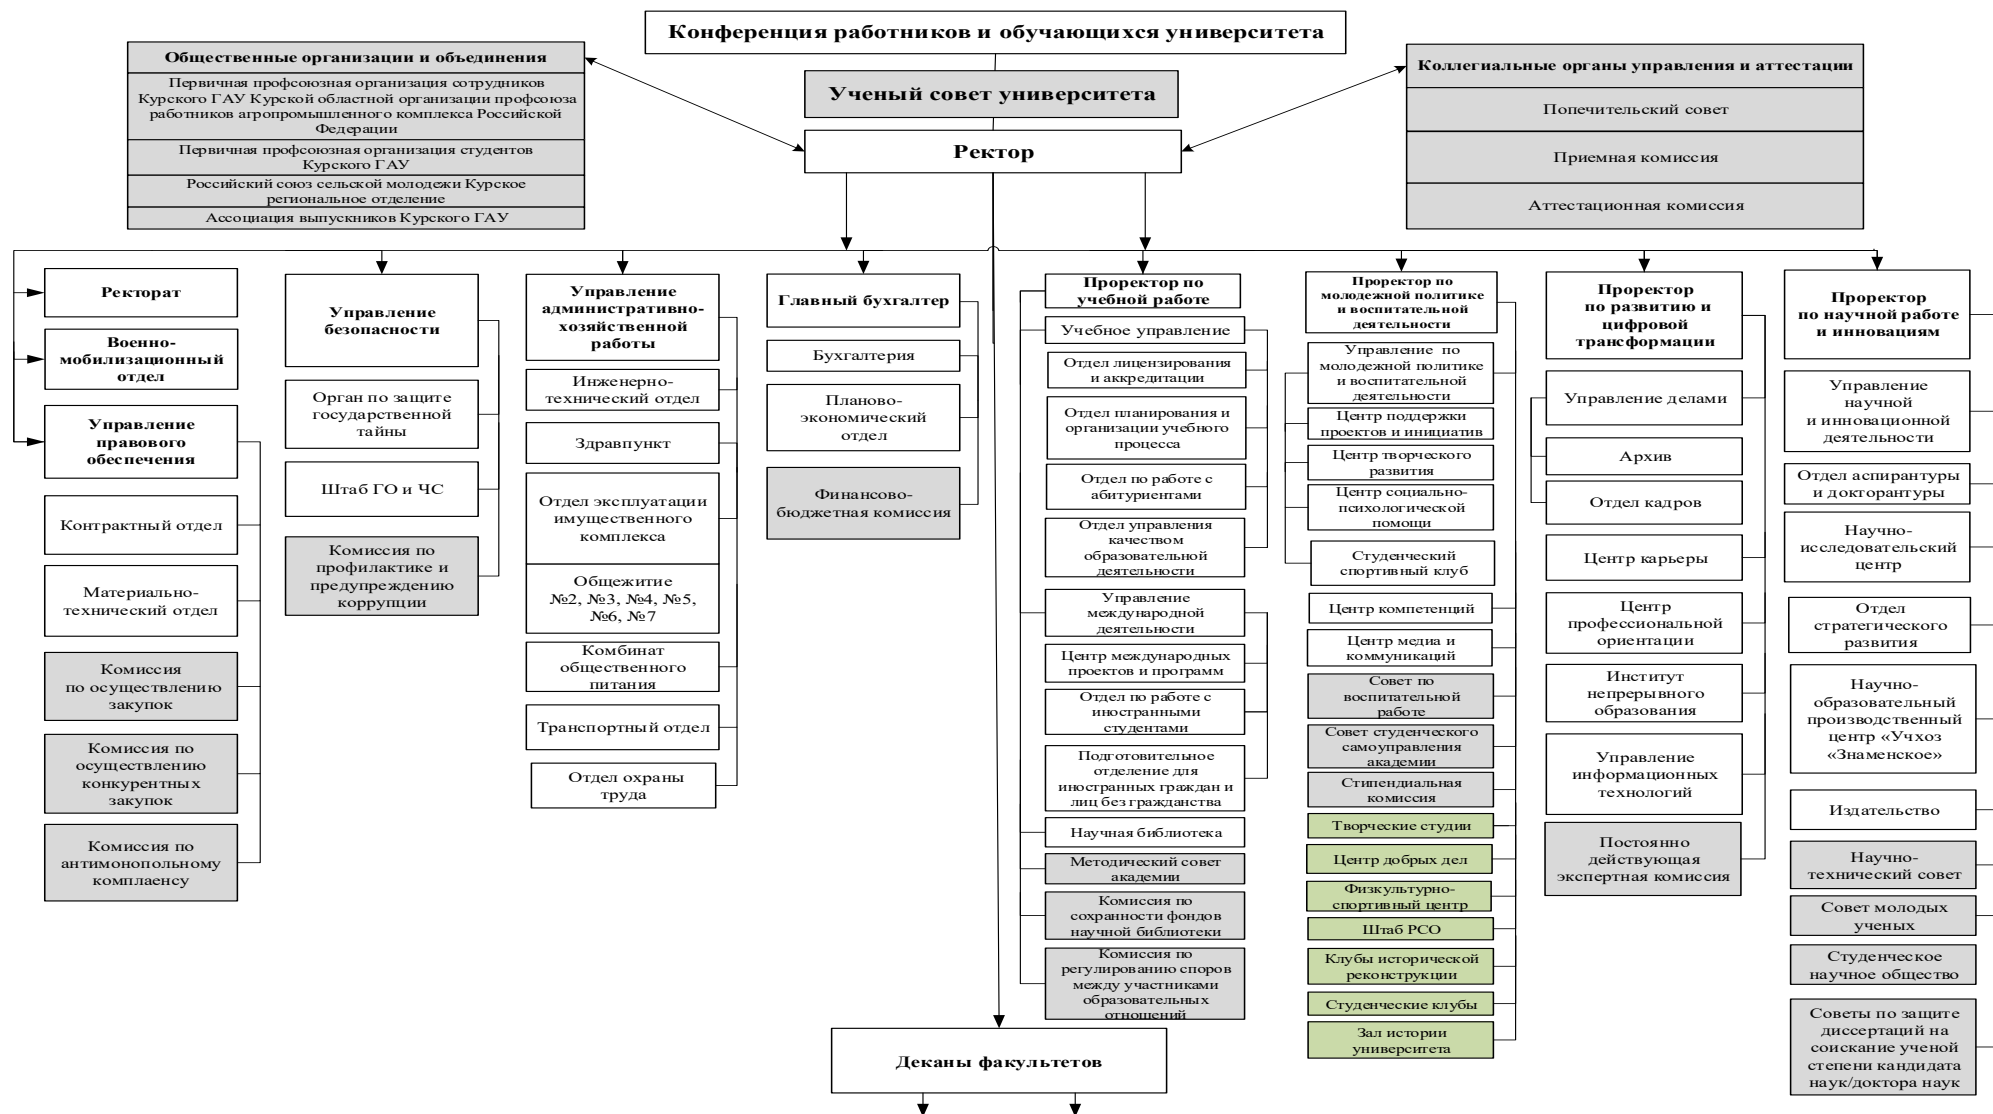 Конференция работников и обучающихся университета
Ученый совет университета
Ректор
Общественные организации и объединения
Первичная профсоюзная организация сотрудников
Курского ГАУ Курской областной организации профсоюза
работников агропромышленного комплекса Российской
Федерации
Первичная профсоюзная организация студентов
Курского ГАУ
Российский союз сельской молодежи Курское
региональное отделение
Ассоциация выпускников Курского ГАУ
Коллегиальные органы управления и аттестации
Попечительский совет
Приемная комиссия
Аттестационная комиссия
Ректорат
Военно-
мобилизационный
отдел
Управление
правового
обеспечения
Контрактный отдел
Материально-
технический отдел
Комиссия
по осуществлению
закупок
Комиссия по
осуществлению
конкурентных
закупок
Комиссия по
антимонопольному
комплаенсу
Управление
безопасности
Орган по защите
государственной
тайны
Штаб ГО и ЧС
Комиссия по
профилактике и
предупреждению
коррупции
Управление
административно-
хозяйственной
работы
Инженерно-
технический отдел
Здравпункт
Отдел эксплуатации
имущественного
комплекса
Общежитие
№2, №3, №4, №5,
№6, №7
Комбинат
общественного
питания
Транспортный отдел
Отдел охраны
труда
Главный бухгалтер
Бухгалтерия
Планово-
экономический
отдел
Финансово-
бюджетная комиссия
Проректор по
учебной работе
Учебное управление
Отдел лицензирования
и аккредитации
Отдел планирования и
организации учебного
процесса
Отдел по работе с
абитуриентами
Отдел управления
качеством
образовательной
деятельности
Управление
международной
деятельности
Центр международных
проектов и программ
Отдел по работе с
иностранными
студентами
Подготовительное
отделение для
иностранных граждан и
лиц без гражданства
Научная библиотека
Методический совет
академии
Комиссия по
сохранности фондов
научной библиотеки
Комиссия по
регулированию споров
между участниками
образовательных
отношений
Проректор по
молодежной политике
и воспитательной
деятельности
Управление по
молодежной политике
и воспитательной
деятельности
Центр поддержки
проектов и инициатив
Центр творческого
развития
Центр социально-
психологической
помощи
Студенческий
спортивный клуб
Центр компетенций
Центр медиа и
коммуникаций
Совет по
воспитательной
работе
Совет студенческого
самоуправления
академии
Стипендиальная
комиссия
Творческие студии
Центр добрых дел
Физкультурно-
спортивный центр
Штаб РСО
Клубы исторической
реконструкции
Студенческие клубы
Зал истории
университета
Проректор
по развитию и
цифровой
трансформации
Управление делами
Архив
Отдел кадров
Центр карьеры
Центр
профессиональной
ориентации
Институт
непрерывного
образования
Управление
информационных
технологий
Постоянно
действующая
экспертная комиссия
Проректор
по научной работе
и инновациям
Управление
научной
и инновационной
деятельности
Отдел аспирантуры
и докторантуры
Научно-
исследовательский
центр
Отдел
стратегического
развития
Научно-
образовательный
производственный
центр «Учхоз
«Знаменское»
Издательство
Научно-
технический совет
Совет молодых
ученых
Студенческое
научное общество
Советы по защите
диссертаций на
соискание ученой
степени кандидата
наук/доктора наук
Деканы факультетов